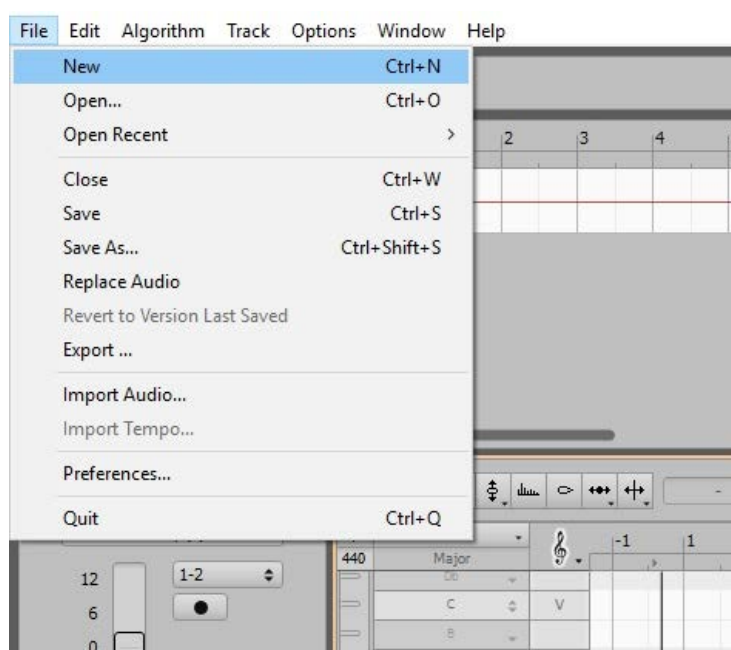 File Edit Algorithm Track Options Window Help
New Ctrl+N
Open... Ctrl+O
Open Recent >
2 3 4
Close Ctrl+W
Save Ctrl+S
Save As... Ctrl+Shift+S
Replace Audio
Revert to Version Last Saved
Export ...
Import Audio...
Import Tempo...
Preferences...
Quit Ctrl+Q
-1 1
440 Major
12 1-2 Db
6 C V
0 B